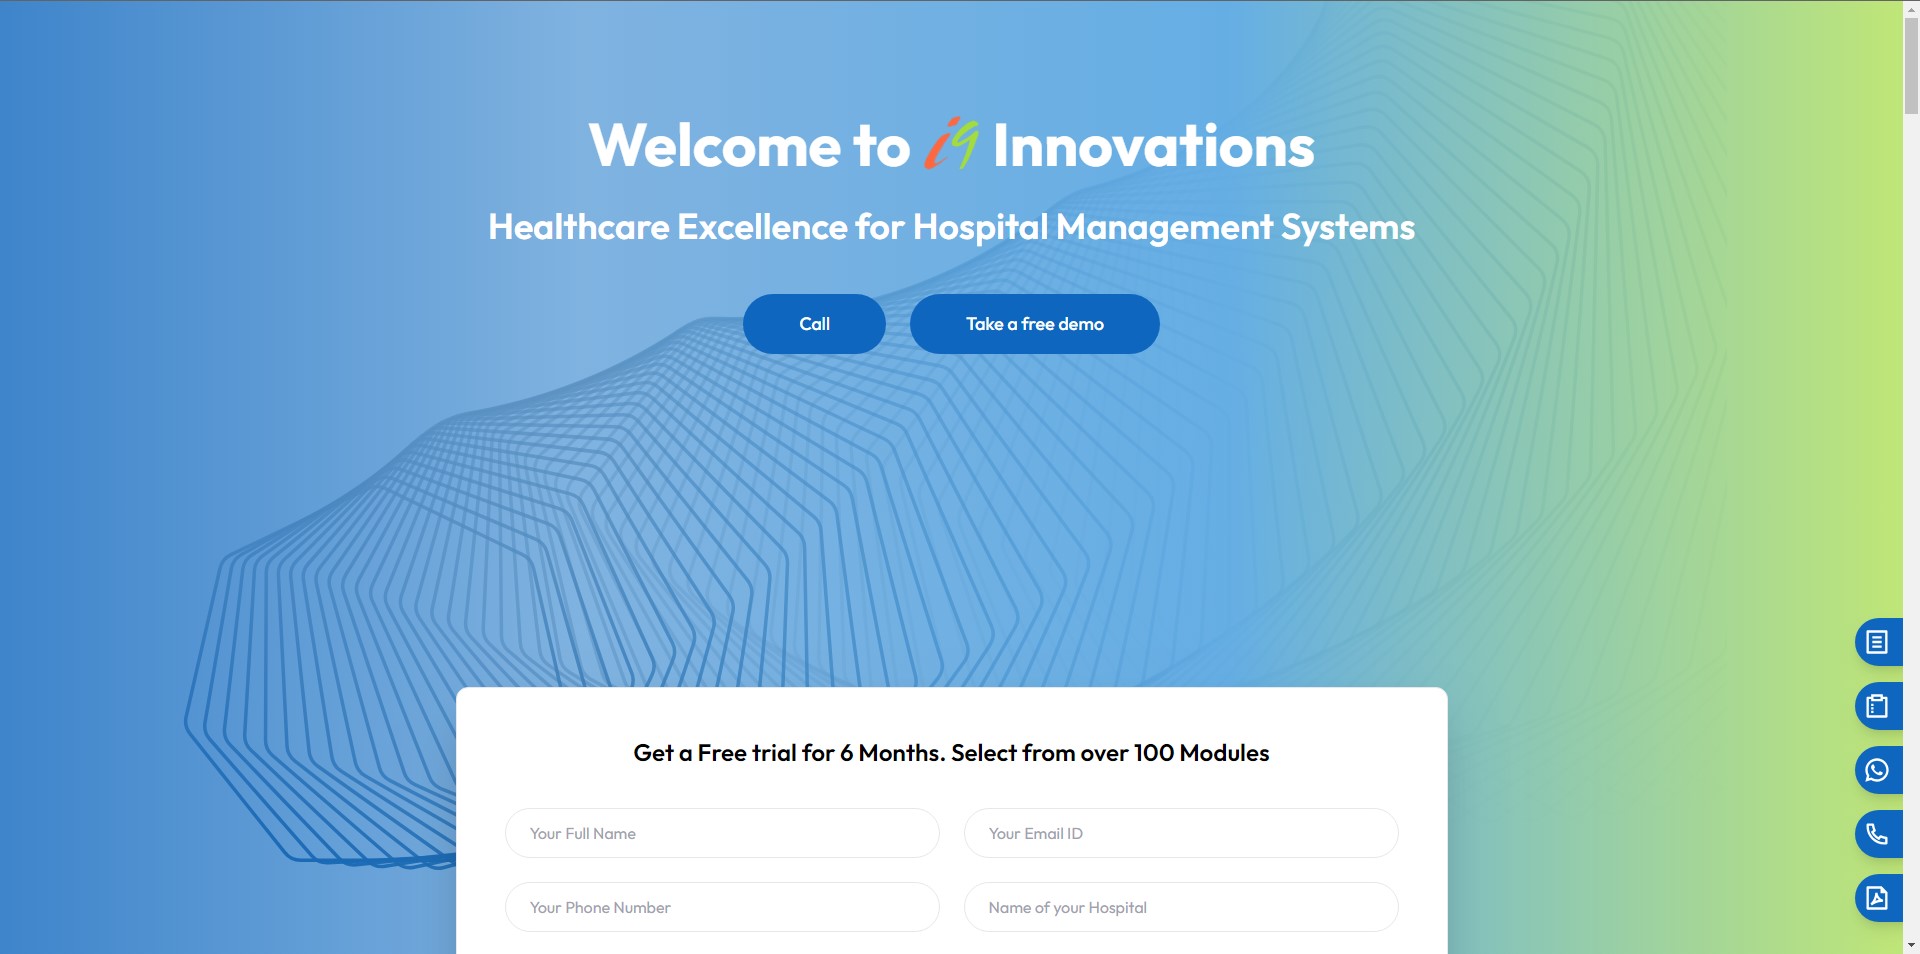 Welcome to i9 Innovations
Healthcare Excellence for Hospital Management Systems
Call
Take a free demo
Get a Free trial for 6 Months. Select from over 100 Modules
Your Full Name
Your Email ID
Your Phone Number
Name of your Hospital